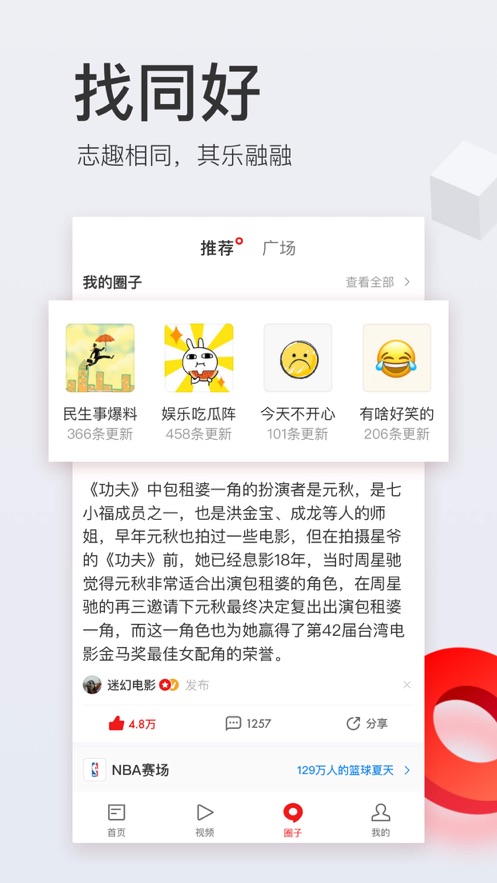 找同好
志趣相同，其乐融融
推荐 广场
我的圈子 查看全部
民生事爆料 娱乐吃瓜阵 今天不开心 有啥好笑的
366条更新 458条更新 101条更新 206条更新
《功夫》中包租婆一角的扮演者是元秋，是七
小福成员之一，也是洪金宝、成龙等人的师
姐，早年元秋也拍过一些电影，但在拍摄星爷
的《功夫》前，她已经息影18年，当时周星驰
觉得元秋非常适合出演包租婆的角色，在周星
驰的再三邀请下元秋最终决定复出出演包租婆
一角，而这一角色也为她赢得了第42届台湾电
影金马奖最佳女配角的荣誉。
迷幻电影 发布
4.8万 1257 分享
NBA赛场 129万人的篮球夏天
首页 视频 圈子 我的